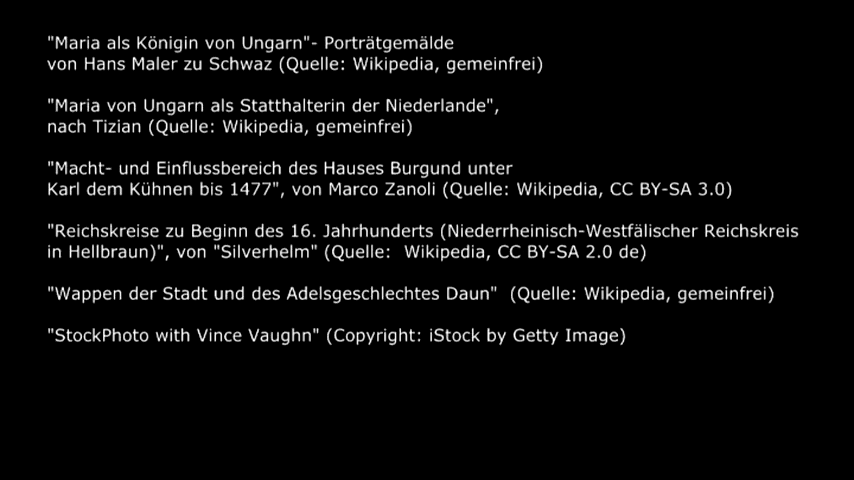 "Maria als Königin von Ungarn"- Porträtgemälde
von Hans Maler zu Schwaz (Quelle: Wikipedia, gemeinfrei)
"Maria von Ungarn als Statthalterin der Niederlande",
nach Tizian (Quelle: Wikipedia, gemeinfrei)
"Macht- und Einflussbereich des Hauses Burgund unter
Karl dem Kühnen bis 1477", von Marco Zanoli (Quelle: Wikipedia, CC BY-SA 3.0)
"Reichskreise zu Beginn des 16. Jahrhunderts (Niederrheinisch-Westfälischer Reichskreis
in Hellbraun)", von "Silverhelm" (Quelle:  Wikipedia, CC BY-SA 2.0 de)
"Wappen der Stadt und des Adelsgeschlechtes Daun"  (Quelle: Wikipedia, gemeinfrei)
"StockPhoto with Vince Vaughn" (Copyright: iStock by Getty Image)